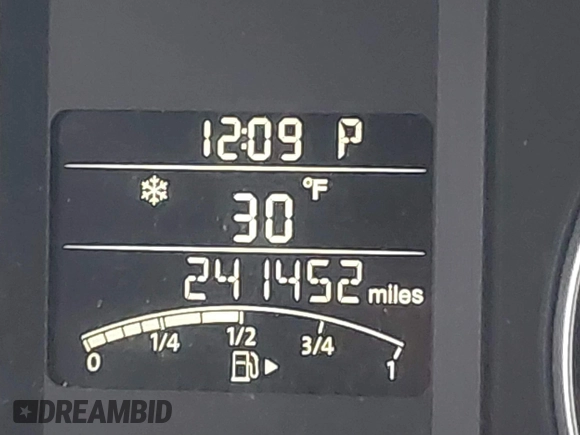 12:09 P
30 °F
241452 miles
0 1/4 1/2 3/4 1
DREAMBID